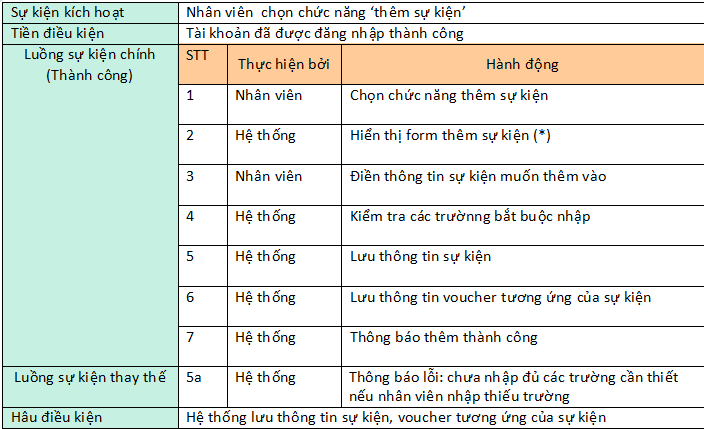 Sự kiện kích hoạt Nhân viên chọn chức năng ‘thêm sự kiện’
Tiền điều kiện Tài khoản đã được đăng nhập thành công
Luồng sự kiện chính
(Thành công)
STT Thực hiện bởi Hành động
1 Nhân viên Chọn chức năng thêm sự kiện
2 Hệ thống Hiển thị form thêm sự kiện (*)
3 Nhân viên Điền thông tin sự kiện muốn thêm vào
4 Hệ thống Kiểm tra các trườnng bắt buộc nhập
5 Hệ thống Lưu thông tin sự kiện
6 Hệ thống Lưu thông tin voucher tương ứng của sự kiện
7 Hệ thống Thông báo thêm thành công
Luồng sự kiện thay thế 5a Hệ thống Thông báo lỗi: chưa nhập đủ các trường cần thiết
nếu nhân viên nhập thiếu trường
Hâu điều kiện Hệ thống lưu thông tin sự kiện, voucher tương ứng của sự kiện